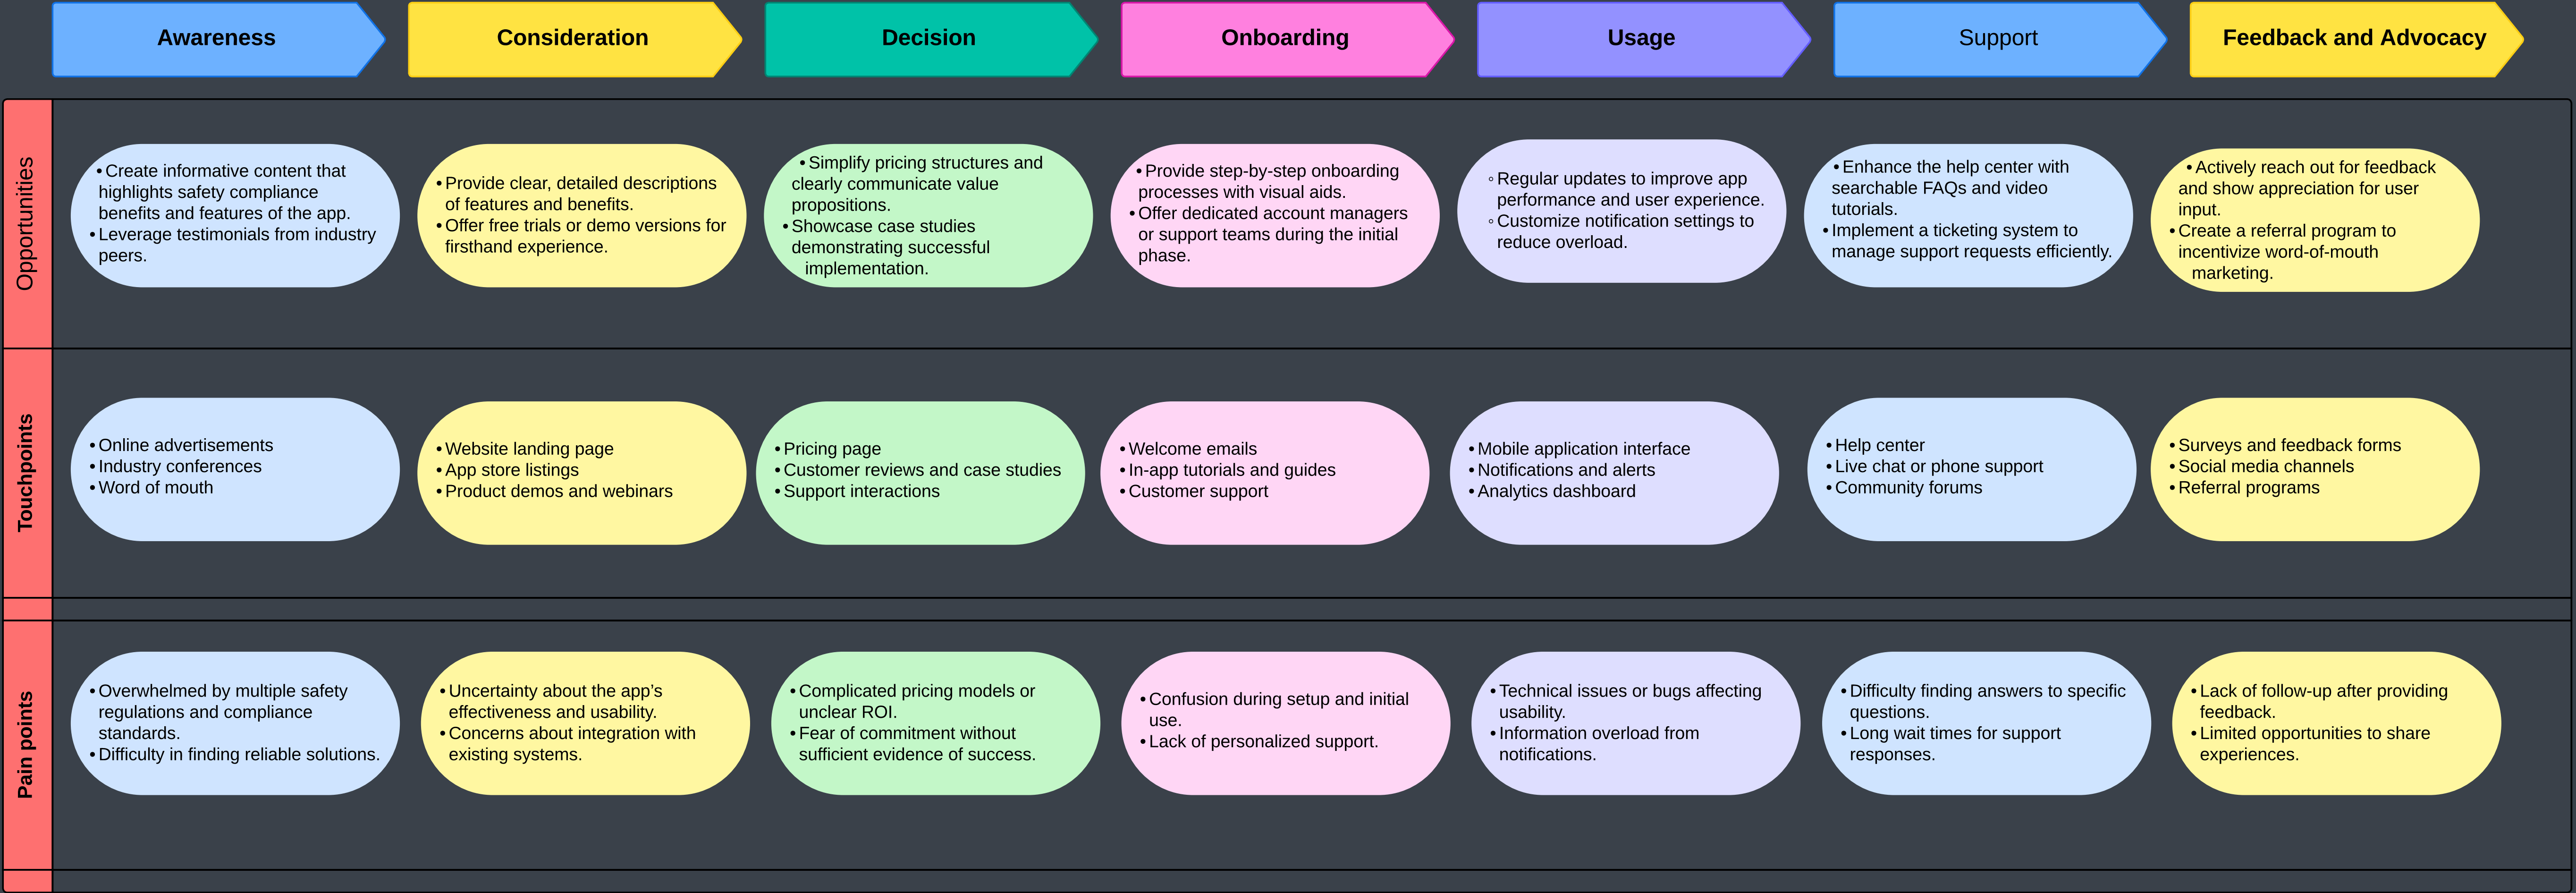 Awareness
Consideration
Decision
Onboarding
Usage
Support
Feedback and Advocacy
Opportunities
• Create informative content that
highlights safety compliance
benefits and features of the app.
• Leverage testimonials from industry
peers.
• Provide clear, detailed descriptions
of features and benefits.
• Offer free trials or demo versions for
firsthand experience.
• Simplify pricing structures and
clearly communicate value
propositions.
• Showcase case studies
demonstrating successful
implementation.
• Provide step-by-step onboarding
processes with visual aids.
• Offer dedicated account managers
or support teams during the initial
phase.
◦ Regular updates to improve app
performance and user experience.
◦ Customize notification settings to
reduce overload.
• Enhance the help center with
searchable FAQs and video
tutorials.
• Implement a ticketing system to
manage support requests efficiently.
• Actively reach out for feedback
and show appreciation for user
input.
• Create a referral program to
incentivize word-of-mouth
marketing.
Touchpoints
• Online advertisements
• Industry conferences
• Word of mouth
• Website landing page
• App store listings
• Product demos and webinars
• Pricing page
• Customer reviews and case studies
• Support interactions
• Welcome emails
• In-app tutorials and guides
• Customer support
• Mobile application interface
• Notifications and alerts
• Analytics dashboard
• Help center
• Live chat or phone support
• Community forums
• Surveys and feedback forms
• Social media channels
• Referral programs
Pain points
• Overwhelmed by multiple safety
regulations and compliance
standards.
• Difficulty in finding reliable solutions.
• Uncertainty about the app’s
effectiveness and usability.
• Concerns about integration with
existing systems.
• Complicated pricing models or
unclear ROI.
• Fear of commitment without
sufficient evidence of success.
• Confusion during setup and initial
use.
• Lack of personalized support.
• Technical issues or bugs affecting
usability.
• Information overload from
notifications.
• Difficulty finding answers to specific
questions.
• Long wait times for support
responses.
• Lack of follow-up after providing
feedback.
• Limited opportunities to share
experiences.